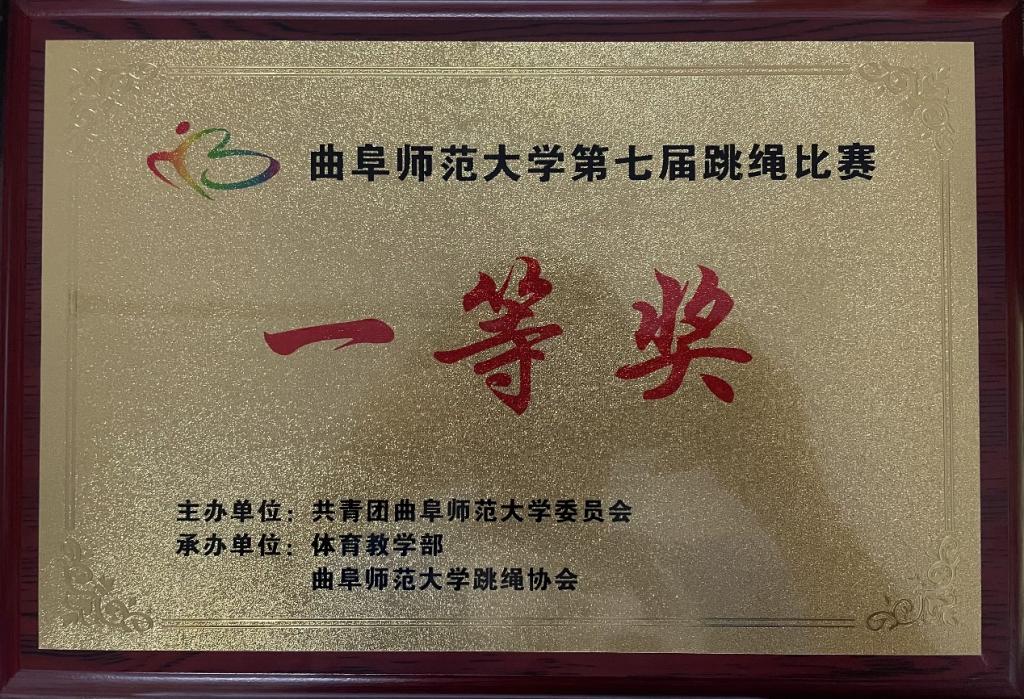 曲阜师范大学第七届跳绳比赛
一等奖
主办单位：共青团曲阜师范大学委员会
承办单位：体育教学部
曲阜师范大学跳绳协会